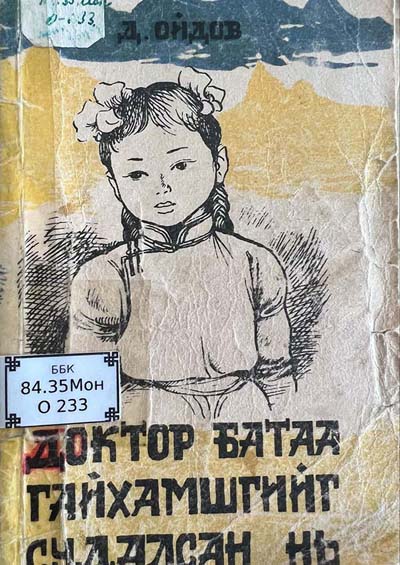 Д. ОЙДОВ
ББК
84.35Мон
О 233
ДОКТОР БАТАА
ГАЙХАМШГИЙГ
СУДАЛСАН НЬ